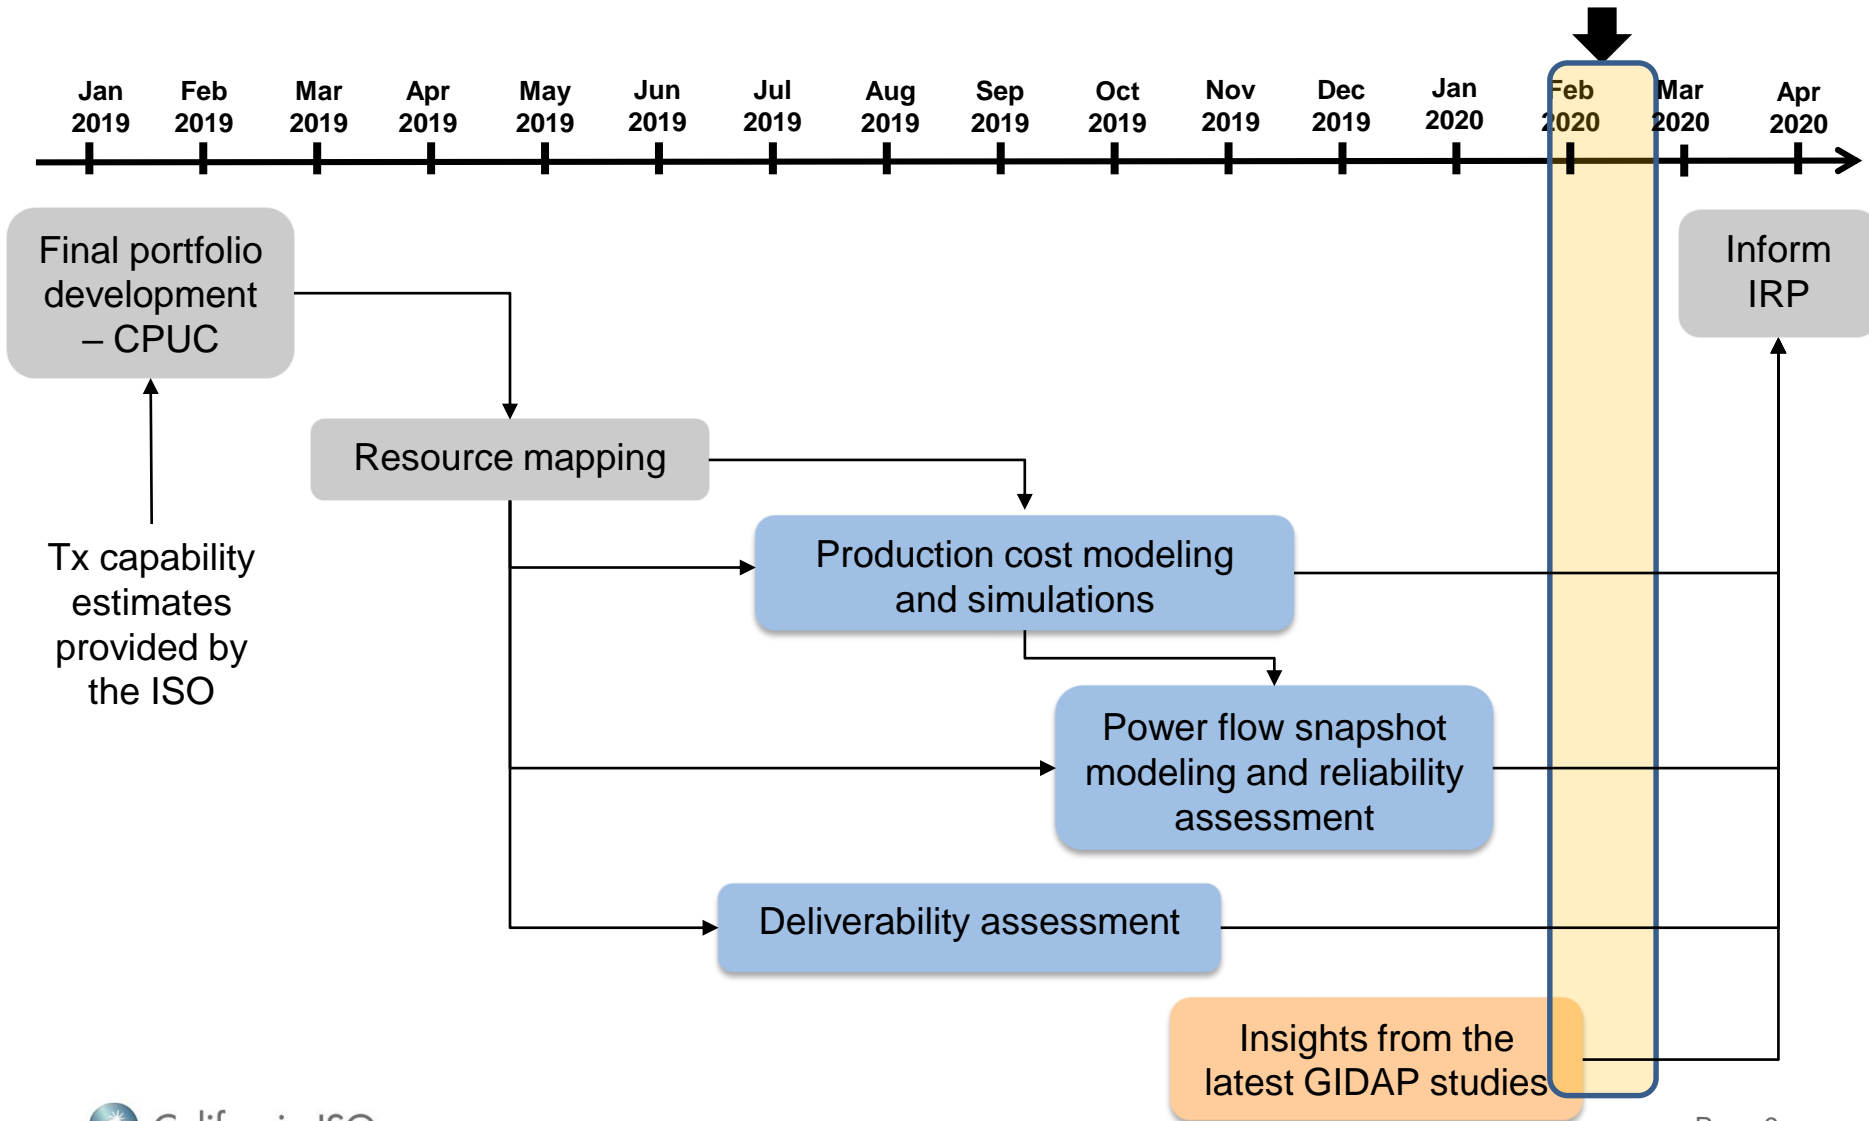 Jan Feb Mar Apr May Jun Jul Aug Sep Oct Nov Dec Jan Feb Mar Apr
2019 2019 2019 2019 2019 2019 2019 2019 2019 2019 2019 2019 2020 2020 2020 2020
Final portfolio
development
– CPUC
Inform
IRP
Resource mapping
Tx capability
estimates
provided by
the ISO
Production cost modeling
and simulations
Power flow snapshot
modeling and reliability
assessment
Deliverability assessment
Insights from the
latest GIDAP studies
California ISO